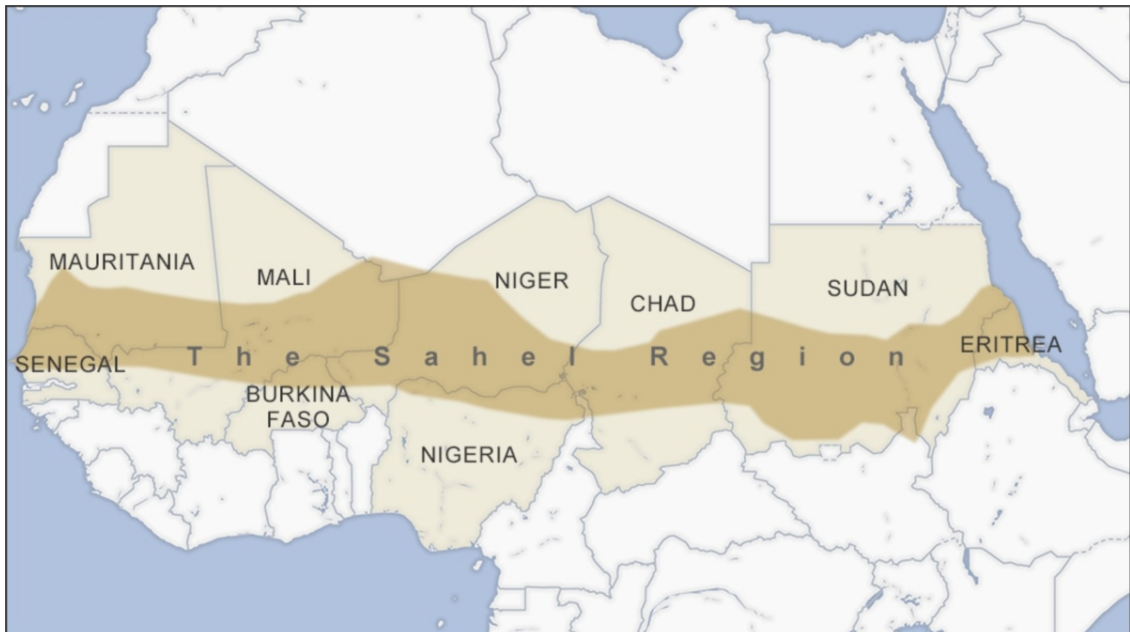 MAURITANIA
MALI
NIGER
CHAD
SUDAN
SENEGAL
The Sahel Region
ERITREA
BURKINA
FASO
NIGERIA